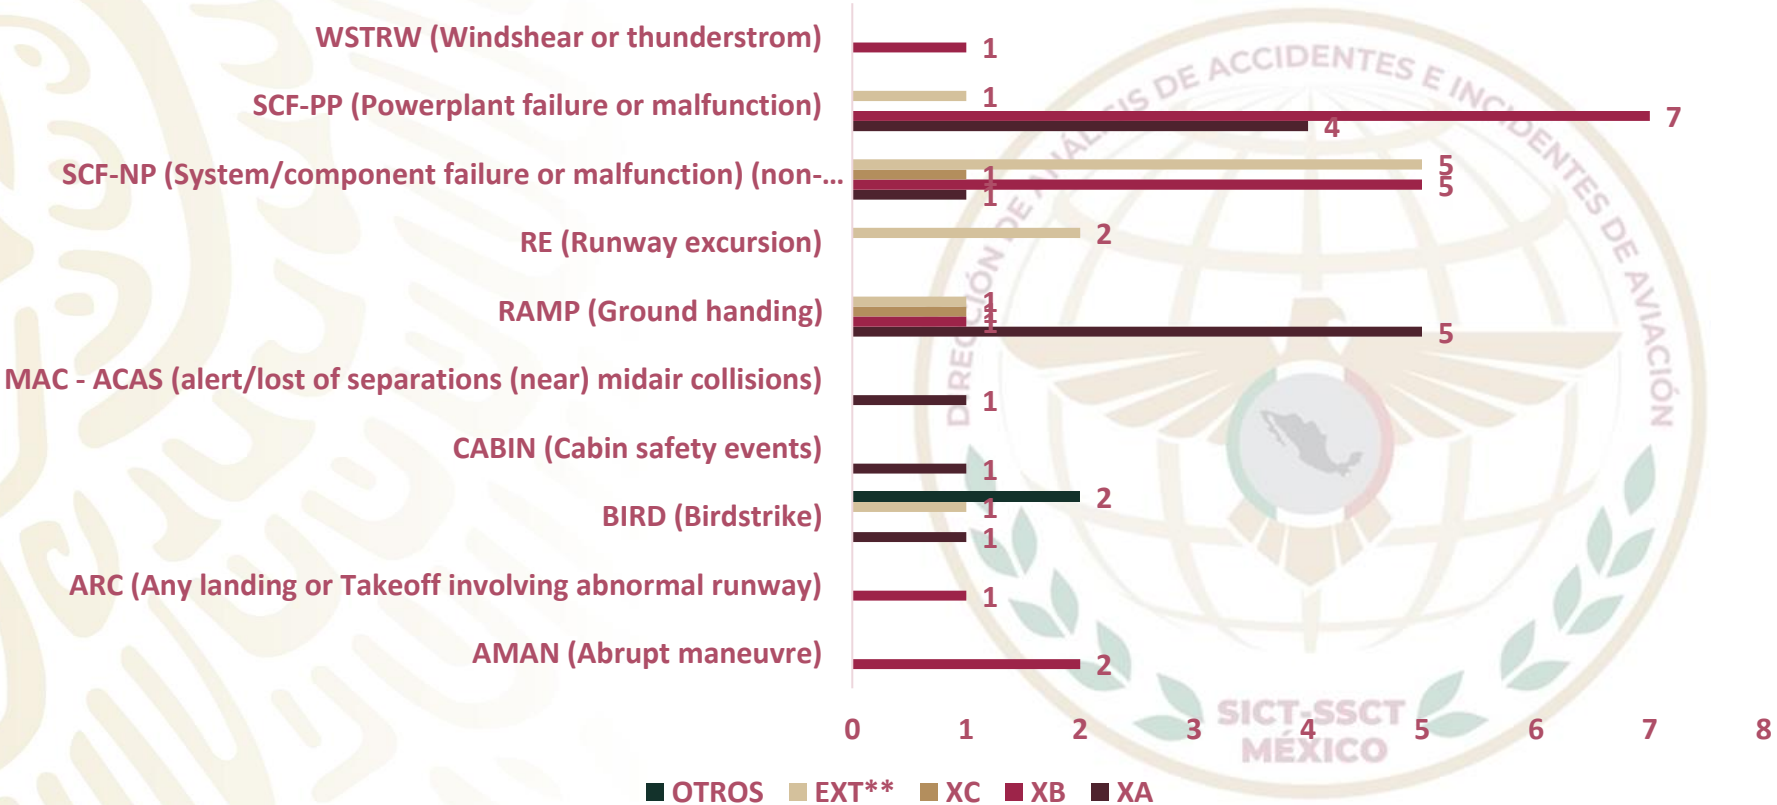 WSTRW (Windshear or thunderstrom)
1
SCF-PP (Powerplant failure or malfunction)
1
7
4
SCF-NP (System/component failure or malfunction) (non-...
5
1
5
1
RE (Runway excursion)
2
RAMP (Ground handing)
1
1
1
5
MAC - ACAS (alert/lost of separations (near) midair collisions)
1
CABIN (Cabin safety events)
1
BIRD (Birdstrike)
2
1
1
ARC (Any landing or Takeoff involving abnormal runway)
1
AMAN (Abrupt maneuvre)
2
0 1 2 3 4 5 6 7 8
OTROS EXT** XC XB XA
DIRECCIÓN DE ANÁLISIS DE ACCIDENTES E INCIDENTES DE AVIACIÓN
SICT-SSCT
MÉXICO